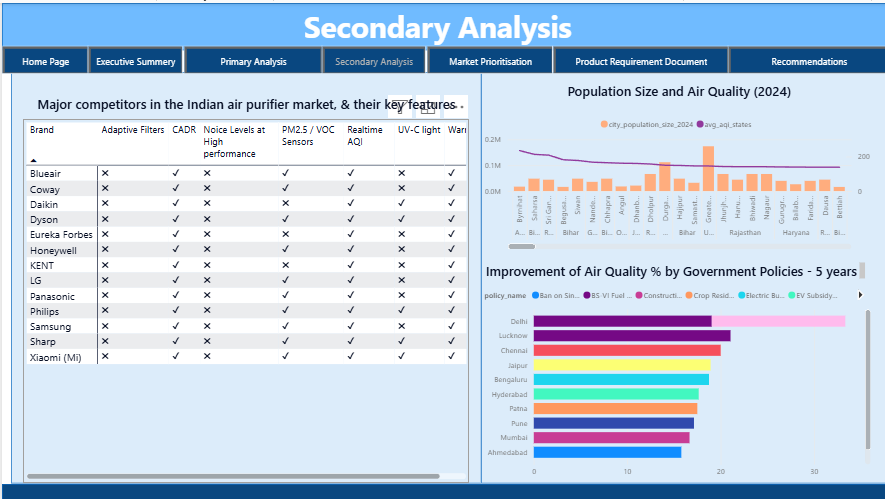 Secondary Analysis
Home Page
Executive Summery
Primary Analysis
Secondary Analysis
Market Prioritisation
Product Requirement Document
Recommendations
Major competitors in the Indian air purifier market, & their key features
Brand Adaptive Filters CADR Noice Levels at High performance PM2.5 / VOC Sensors Realtime AQI UV-C light Warr
Blueair ✕ ✓ ✕ ✓ ✓ ✕ ✓
Coway ✕ ✓ ✕ ✓ ✓ ✓ ✓
Daikin ✕ ✓ ✕ ✕ ✓ ✓ ✓
Dyson ✕ ✓ ✕ ✓ ✓ ✓ ✓
Eureka Forbes ✕ ✓ ✕ ✕ ✓ ✕ ✓
Honeywell ✕ ✓ ✕ ✓ ✓ ✓ ✓
KENT ✕ ✓ ✕ ✕ ✓ ✕ ✓
LG ✕ ✓ ✕ ✓ ✓ ✓ ✓
Panasonic ✕ ✓ ✕ ✓ ✓ ✕ ✓
Philips ✕ ✓ ✕ ✓ ✓ ✓ ✓
Samsung ✕ ✓ ✕ ✓ ✓ ✕ ✓
Sharp ✕ ✓ ✕ ✓ ✓ ✓ ✓
Xiaomi (Mi) ✕ ✓ ✕ ✓ ✓ ✕ ✓
Population Size and Air Quality (2024)
city_population_size_2024 avg_aqi_states
0.2M
0.1M
0.0M
200
0
Byrnihat Saharsa Sri Gan... Begusa... Siwan Nando... Chhapra Angul Dhanb... Dholpur Durga... Hajipur Samast... Greate... Jhunjh... Hanu... Bhiwadi Nagaur Gurugr... Ballab... Farida... Dausa Bettiah
A... Bi... R... Bihar G... Bi... O... J... R... ... Bihar U... Rajasthan Haryana R... Bi...
Improvement of Air Quality % by Government Policies - 5 years
policy_name Ban on Sin... BS-VI Fuel ... Constructi... Crop Resid... Electric Bu... EV Subsidy...
Delhi
Lucknow
Chennai
Jaipur
Bengaluru
Hyderabad
Patna
Pune
Mumbai
Ahmedabad
0 10 20 30